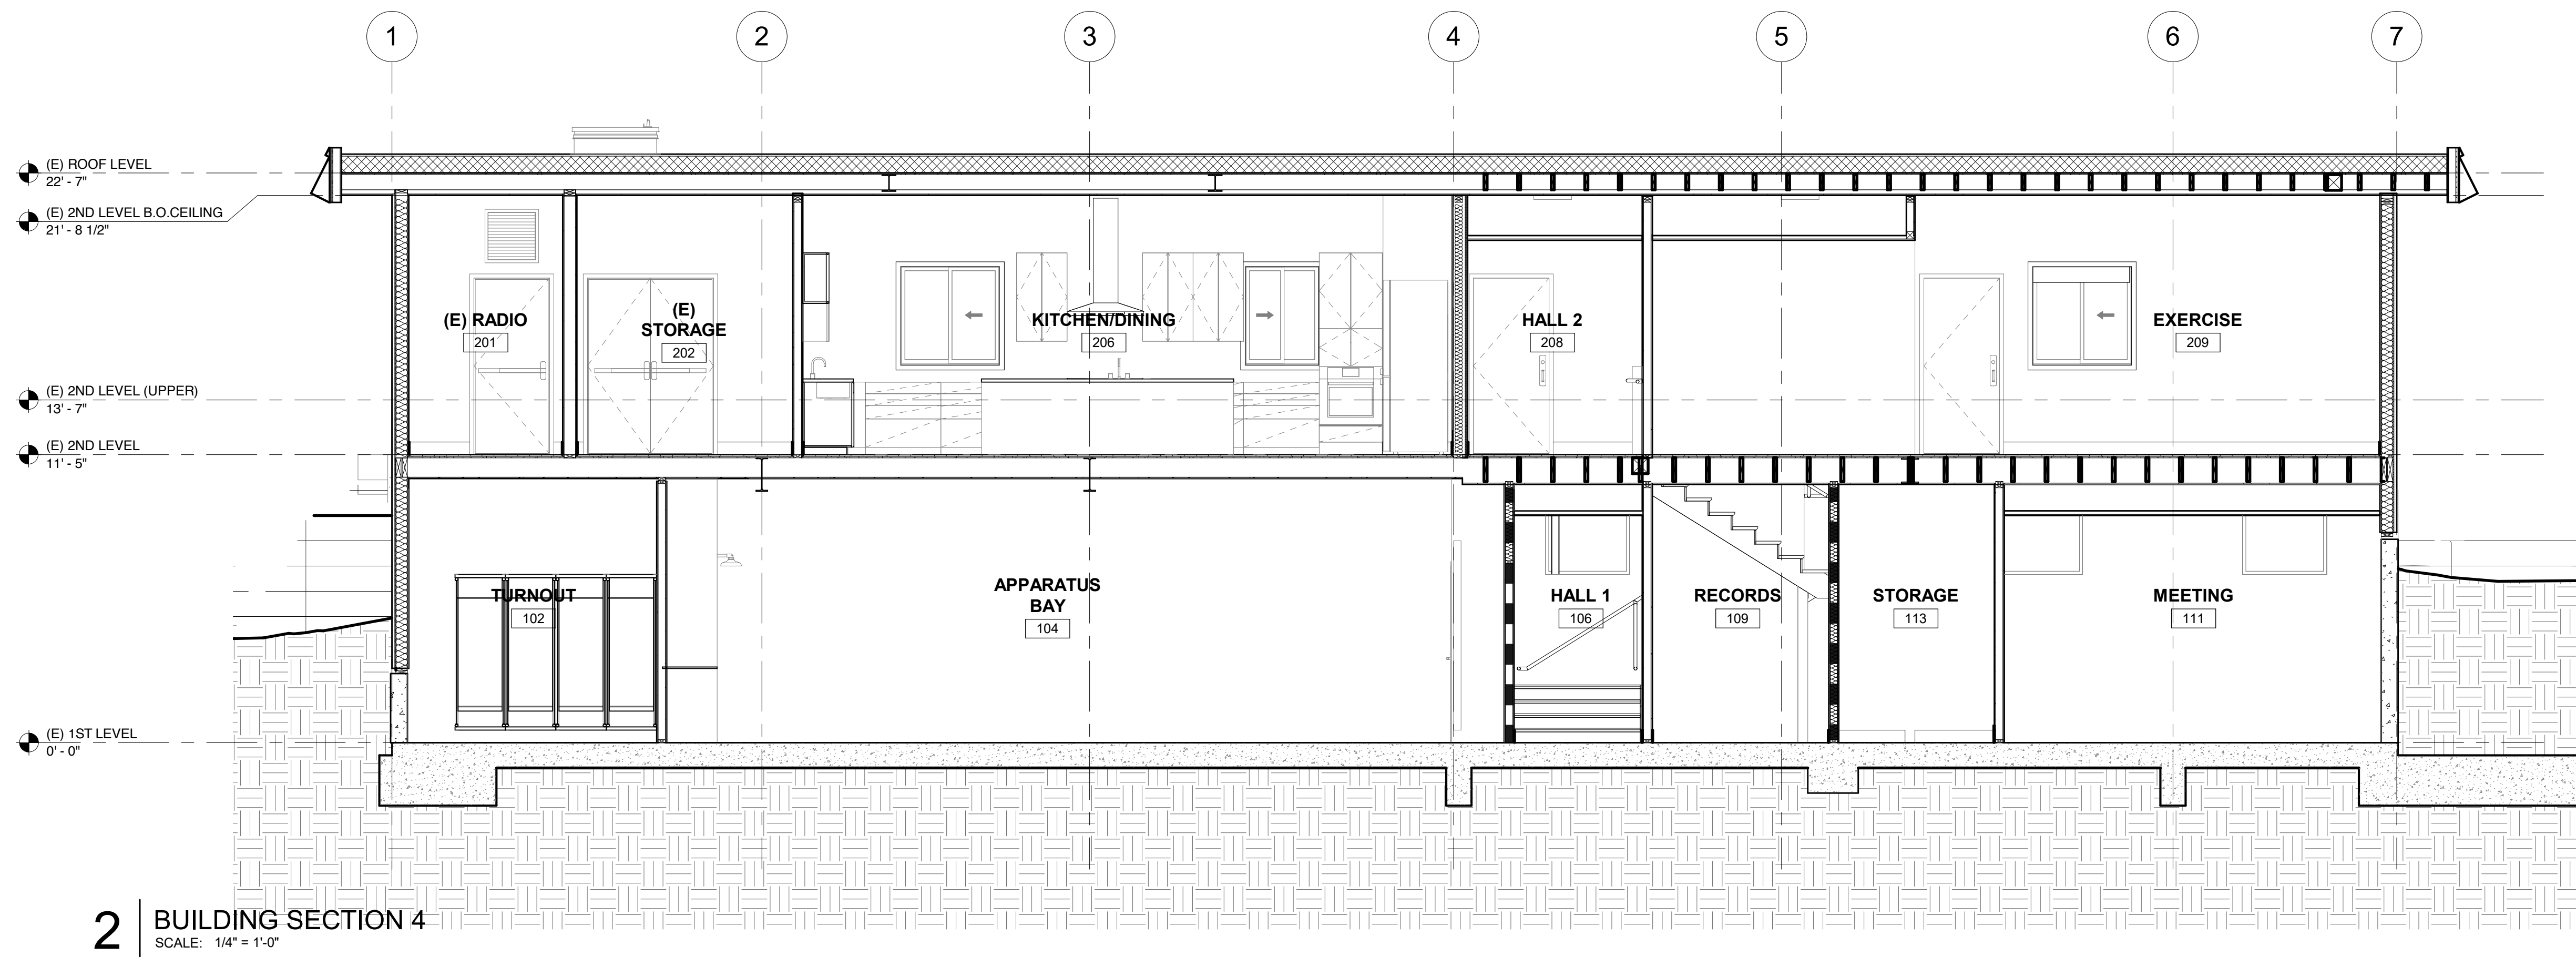 1
2
3
4
5
6
7
(E) ROOF LEVEL
22' - 7"
(E) 2ND LEVEL B.O.CEILING
21' - 8 1/2"
(E) 2ND LEVEL (UPPER)
13' - 7"
(E) 2ND LEVEL
11' - 5"
(E) 1ST LEVEL
0' - 0"
(E) RADIO
201
(E)
STORAGE
202
KITCHEN/DINING
206
HALL 2
208
EXERCISE
209
TURNOUT
102
APPARATUS
BAY
104
HALL 1
106
RECORDS
109
STORAGE
113
MEETING
111
2
BUILDING SECTION 4
SCALE: 1/4" = 1'-0"